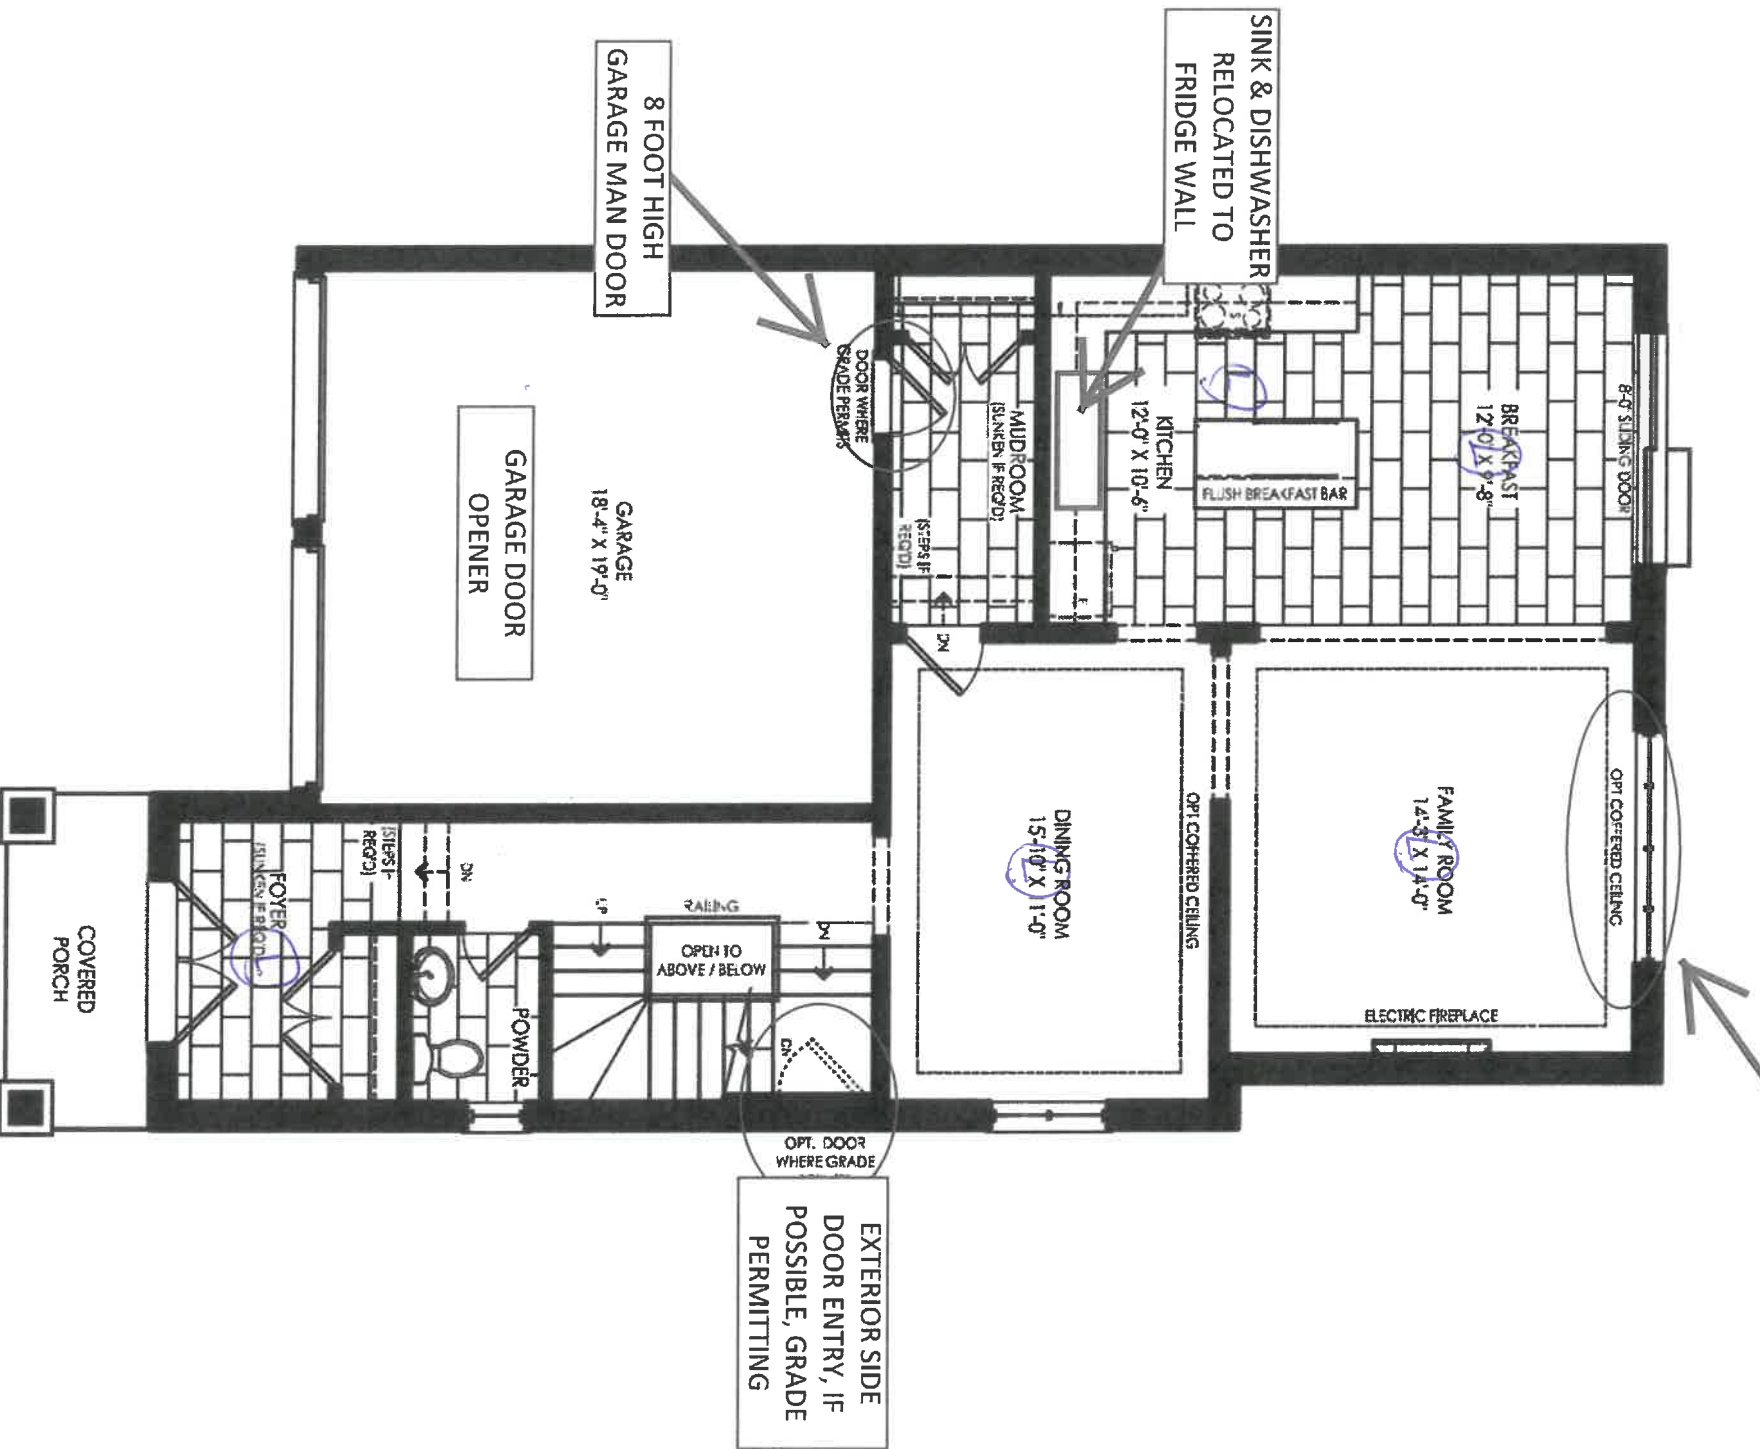 SINK & DISHWASHER
RELOCATED TO
FRIDGE WALL
8 FOOT HIGH
GARAGE MAN DOOR
8'-0" SLIDING DOOR
BREAKFAST
12'-0" X 9'-8"
L
FLUSH BREAKFAST BAR
L
KITCHEN
12'-0" X 10'-6"
S
F
MUDROOM
(SUNKEN IF REQ'D)
(STEPS IF
REQ'D)
DN
DOOR WHERE
GRADE PERMITS
GARAGE
18'-4" X 19'-0"
GARAGE DOOR
OPENER
OPT COFFERED CEILING
FAMILY ROOM
14'-3" X 14'-0"
L
ELECTRIC FIREPLACE
OPT COFFERED CEILING
DINING ROOM
15'-10" X 1'-0"
L
DN
RAILING
OPEN TO
ABOVE / BELOW
UP
DN
POWDER
DN
(STEPS IF
REQ'D)
FOYER
(SUNKEN IF REQ'D)
L
COVERED
PORCH
OPT. DOOR
WHERE GRADE
EXTERIOR SIDE
DOOR ENTRY, IF
POSSIBLE, GRADE
PERMITTING